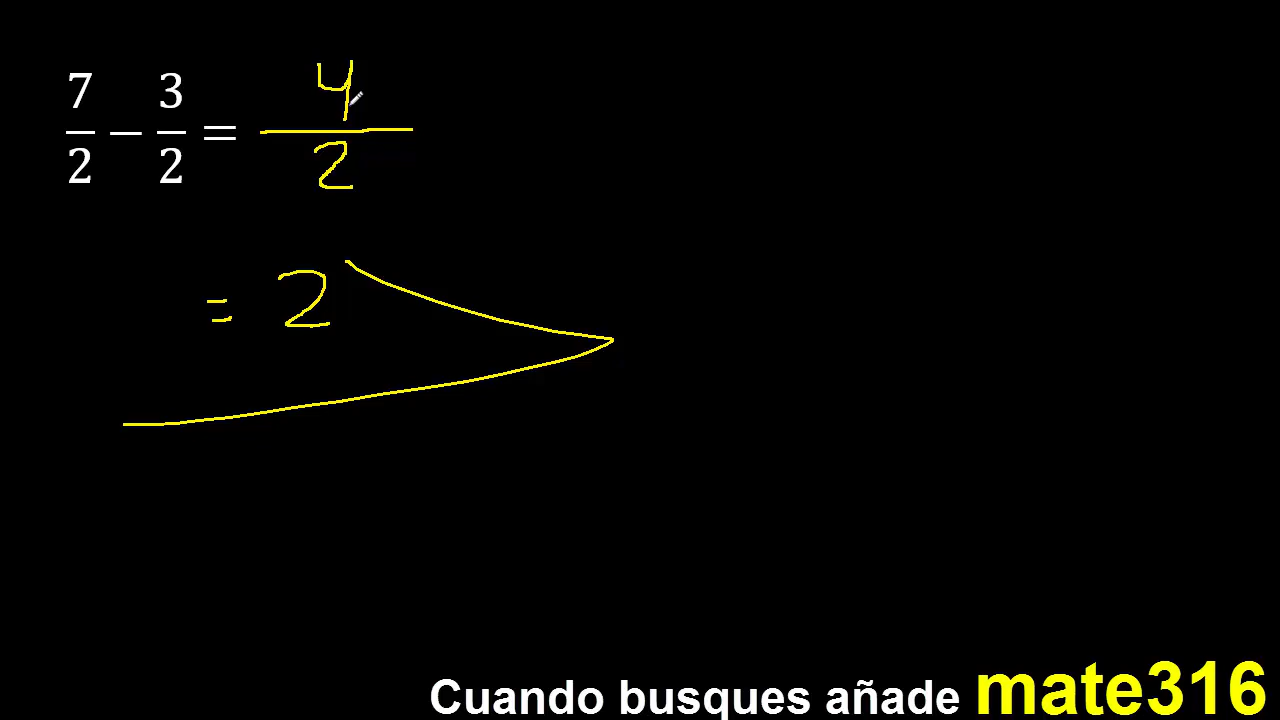 7/2 − 3/2 = 4/2
= 2
Cuando busques añade mate316